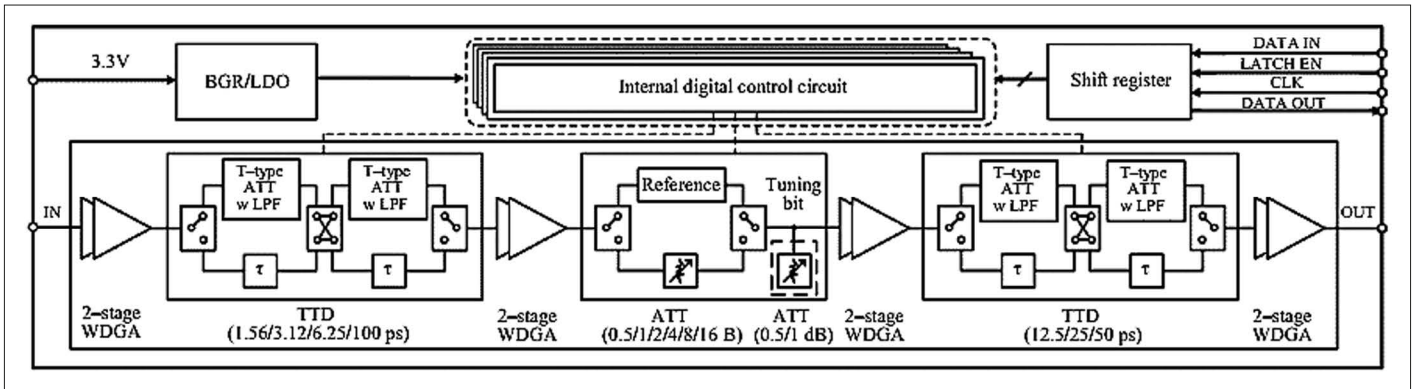 3.3V
BGR/LDO
Internal digital control circuit
Shift register
DATA IN
LATCH EN
CLK
DATA OUT
IN
T–type
ATT
w LPF
T–type
ATT
w LPF
τ
τ
Reference
Tuning
bit
T–type
ATT
w LPF
T–type
ATT
w LPF
τ
τ
OUT
2–stage
WDGA
TTD
(1.56/3.12/6.25/100 ps)
2–stage
WDGA
ATT
(0.5/1/2/4/8/16 B)
ATT
(0.5/1 dB)
2–stage
WDGA
TTD
(12.5/25/50 ps)
2–stage
WDGA